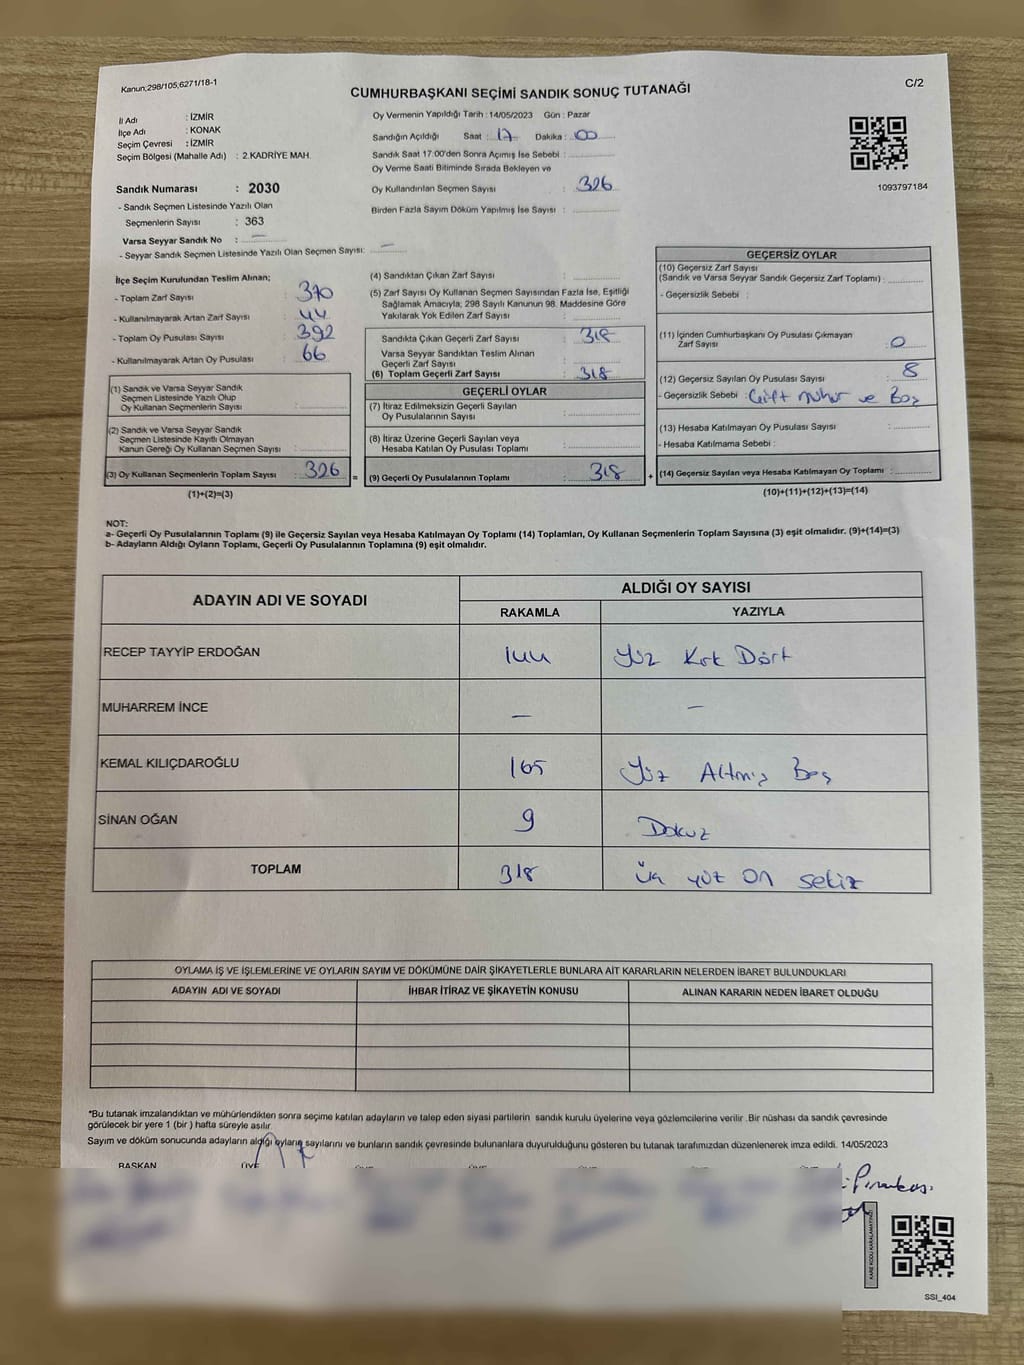 Kanun;298/105;6271/18-1
CUMHURBAŞKANI SEÇİMİ SANDIK SONUÇ TUTANAĞI
C/2
İl Adı : İZMİR
İlçe Adı : KONAK
Seçim Çevresi : İZMİR
Seçim Bölgesi (Mahalle Adı) : 2.KADRİYE MAH.
Sandık Numarası : 2030
- Sandık Seçmen Listesinde Yazılı Olan
Seçmenlerin Sayısı : 363
Varsa Seyyar Sandık No : —
- Seyyar Sandık Seçmen Listesinde Yazılı Olan Seçmen Sayısı: —
Oy Vermenin Yapıldığı Tarih : 14/05/2023 Gün : Pazar
Sandığın Açıldığı Saat : 17 Dakika : 00
Sandık Saat 17.00'den Sonra Açımış İse Sebebi :
Oy Verme Saati Bitiminde Sırada Bekleyen ve
Oy Kullandırılan Seçmen Sayısı : 326
Birden Fazla Sayım Döküm Yapılmış İse Sayısı :
1093797184
İlçe Seçim Kurulundan Teslim Alınan;
- Toplam Zarf Sayısı : 370
- Kullanılmayarak Artan Zarf Sayısı : 44
- Toplam Oy Pusulası Sayısı : 392
- Kullanılmayarak Artan Oy Pusulası : 66
(1) Sandık ve Varsa Seyyar Sandık
Seçmen Listesinde Yazılı Olup
Oy Kullanan Seçmenlerin Sayısı :
(2) Sandık ve Varsa Seyyar Sandık
Seçmen Listesinde Kayıtlı Olmayan
Kanun Gereği Oy Kullanan Seçmen Sayısı :
(3) Oy Kullanan Seçmenlerin Toplam Sayısı : 326
(1)+(2)=(3)
(4) Sandıktan Çıkan Zarf Sayısı :
(5) Zarf Sayısı Oy Kullanan Seçmen Sayısından Fazla İse, Eşitliği
Sağlamak Amacıyla; 298 Sayılı Kanunun 98. Maddesine Göre
Yakılarak Yok Edilen Zarf Sayısı :
Sandıkta Çıkan Geçerli Zarf Sayısı : 318
Varsa Seyyar Sandıktan Teslim Alınan
Geçerli Zarf Sayısı :
(6) Toplam Geçerli Zarf Sayısı : 318
GEÇERLİ OYLAR
(7) İtiraz Edilmeksizin Geçerli Sayılan
Oy Pusulalarının Sayısı :
(8) İtiraz Üzerine Geçerli Sayılan veya
Hesaba Katılan Oy Pusulası Toplamı :
= (9) Geçerli Oy Pusulalarının Toplamı : 318 +
GEÇERSİZ OYLAR
(10) Geçersiz Zarf Sayısı
(Sandık ve Varsa Seyyar Sandık Geçersiz Zarf Toplamı) :
- Geçersizlik Sebebi :
(11) İçinden Cumhurbaşkanı Oy Pusulası Çıkmayan
Zarf Sayısı : 0
(12) Geçersiz Sayılan Oy Pusulası Sayısı : 8
- Geçersizlik Sebebi : Çift mühür ve Boş
(13) Hesaba Katılmayan Oy Pusulası Sayısı :
- Hesaba Katılmama Sebebi :
(14) Geçersiz Sayılan veya Hesaba Katılmayan Oy Toplamı :
(10)+(11)+(12)+(13)=(14)
NOT:
a- Geçerli Oy Pusulalarının Toplamı (9) ile Geçersiz Sayılan veya Hesaba Katılmayan Oy Toplamı (14) Toplamları, Oy Kullanan Seçmenlerin Toplam Sayısına (3) eşit olmalıdır. (9)+(14)=(3)
b- Adayların Aldığı Oyların Toplamı, Geçerli Oy Pusulalarının Toplamına (9) eşit olmalıdır.
ADAYIN ADI VE SOYADI
ALDIĞI OY SAYISI
RAKAMLA YAZIYLA
RECEP TAYYİP ERDOĞAN 144 Yüz Kırk Dört
MUHARREM İNCE — —
KEMAL KILIÇDAROĞLU 165 Yüz Altmış Beş
SİNAN OĞAN 9 Dokuz
TOPLAM 318 Üç yüz On sekiz
OYLAMA İŞ VE İŞLEMLERİNE VE OYLARIN SAYIM VE DÖKÜMÜNE DAİR ŞİKAYETLERLE BUNLARA AİT KARARLARIN NELERDEN İBARET BULUNDUKLARI
ADAYIN ADI VE SOYADI İHBAR İTİRAZ VE ŞİKAYETİN KONUSU ALINAN KARARIN NEDEN İBARET OLDUĞU
*Bu tutanak imzalandıktan ve mühürlendikten sonra seçime katılan adayların ve talep eden siyasi partilerin sandık kurulu üyelerine veya gözlemcilerine verilir .Bir nüshası da sandık çevresinde
görülecek bir yere 1 (bir ) hafta süreyle asılır.
Sayım ve döküm sonucunda adayların aldığı oyların sayılarını ve bunların sandık çevresinde bulunanlara duyurulduğunu gösteren bu tutanak tarafımızdan düzenlenerek imza edildi. 14/05/2023
BAŞKAN ÜYE
KARE KODU KARALAMAYINIZ
SSI_404